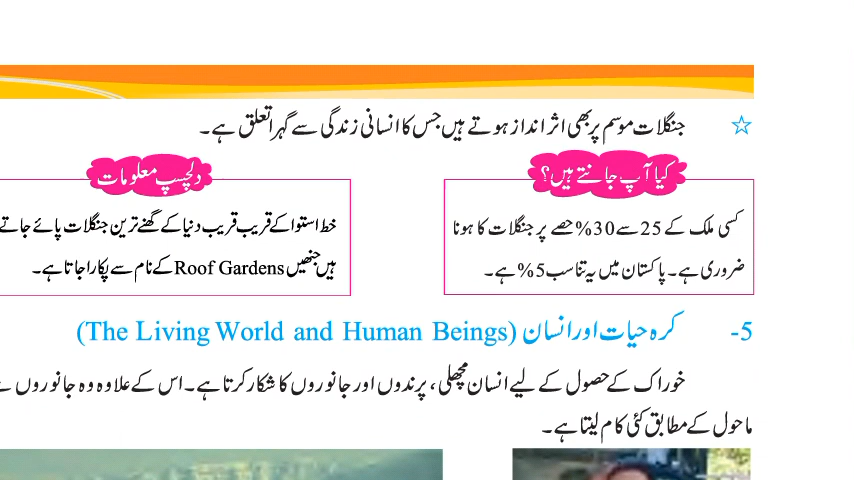 ☆ جنگلات موسم پر بھی اثر انداز ہوتے ہیں جس کا انسانی زندگی سے گہرا تعلق ہے۔
کیا آپ جانتے ہیں؟
کسی ملک کے 25 سے 30% حصے پر جنگلات کا ہونا
ضروری ہے۔ پاکستان میں یہ تناسب 5% ہے۔
دلچسپ معلومات
خط استوا کے قریب قریب دنیا کے گھنے ترین جنگلات پائے جاتے
ہیں جنھیں Roof Gardens کے نام سے پکارا جاتا ہے۔
5- کرہ حیات اور انسان (The Living World and Human Beings)
خوراک کے حصول کے لیے انسان مچھلی، پرندوں اور جانوروں کا شکار کرتا ہے۔ اس کے علاوہ وہ جانوروں سے
ماحول کے مطابق کئی کام لیتا ہے۔